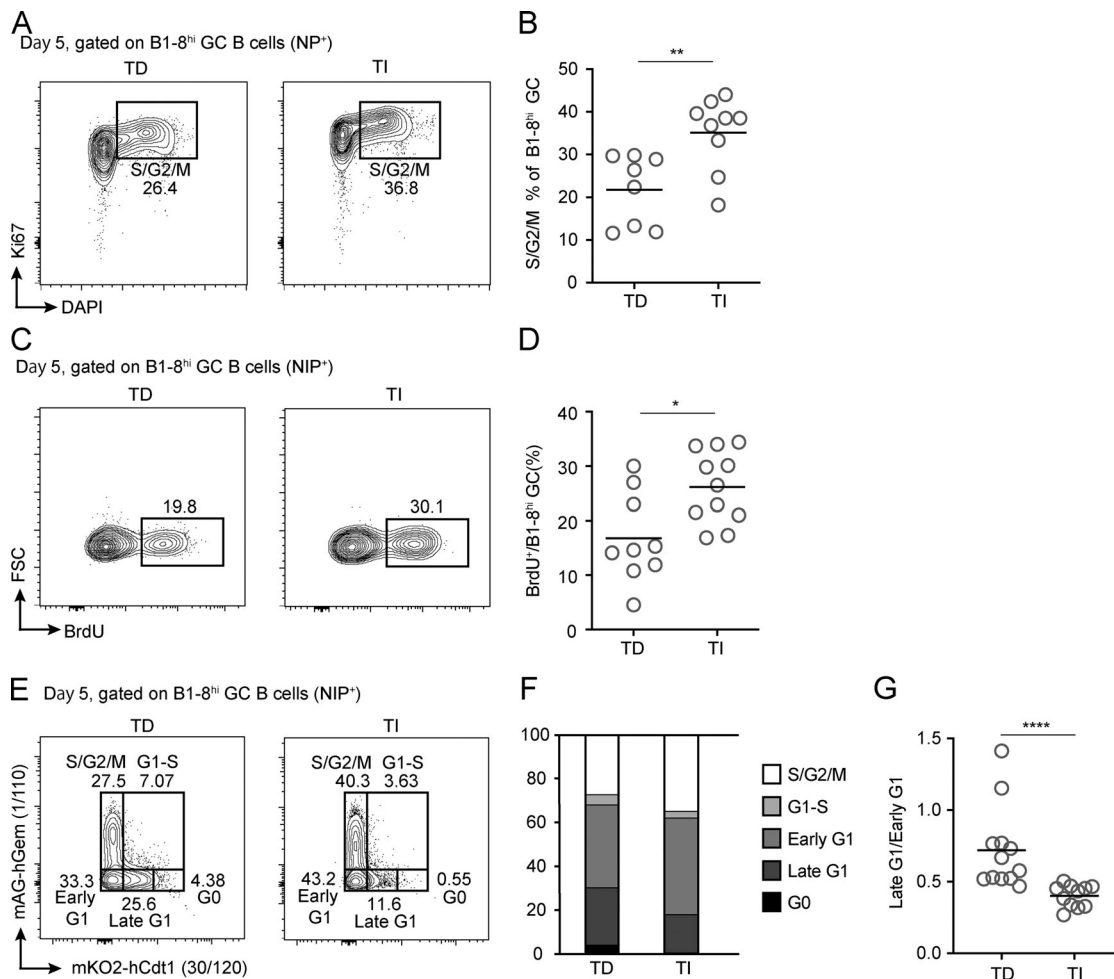 A
Day 5, gated on B1-8hi GC B cells (NP+)
TD
TI
S/G2/M
26.4
S/G2/M
36.8
Ki67
DAPI
B
**
S/G2/M % of B1-8hi GC
50
40
30
20
10
0
TD
TI
C
Day 5, gated on B1-8hi GC B cells (NIP+)
TD
TI
19.8
30.1
FSC
BrdU
D
*
BrdU+/B1-8hi GC(%)
40
30
20
10
0
TD
TI
E
Day 5, gated on B1-8hi GC B cells (NIP+)
TD
TI
S/G2/M G1-S
27.5 7.07
33.3
Early
G1
25.6
Late G1
4.38
G0
S/G2/M G1-S
40.3 3.63
43.2
Early
G1
11.6
Late G1
0.55
G0
mAG-hGem (1/110)
mKO2-hCdt1 (30/120)
F
100
80
60
40
20
0
TD
TI
S/G2/M
G1-S
Early G1
Late G1
G0
G
****
Late G1/Early G1
1.5
1.0
0.5
0.0
TD
TI